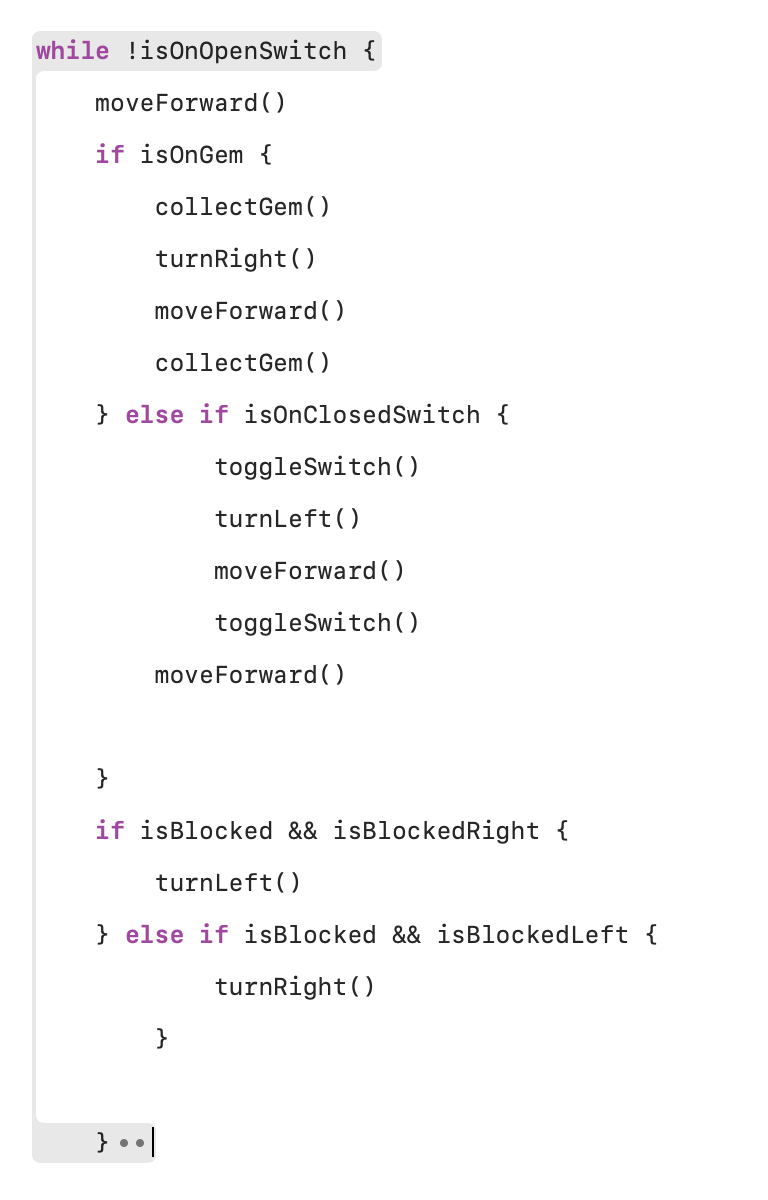 while !isOnOpenSwitch {
    moveForward()
    if isOnGem {
        collectGem()
        turnRight()
        moveForward()
        collectGem()
    } else if isOnClosedSwitch {
            toggleSwitch()
            turnLeft()
            moveForward()
            toggleSwitch()
        moveForward()

    }
    if isBlocked && isBlockedRight {
        turnLeft()
    } else if isBlocked && isBlockedLeft {
            turnRight()
        }

    }